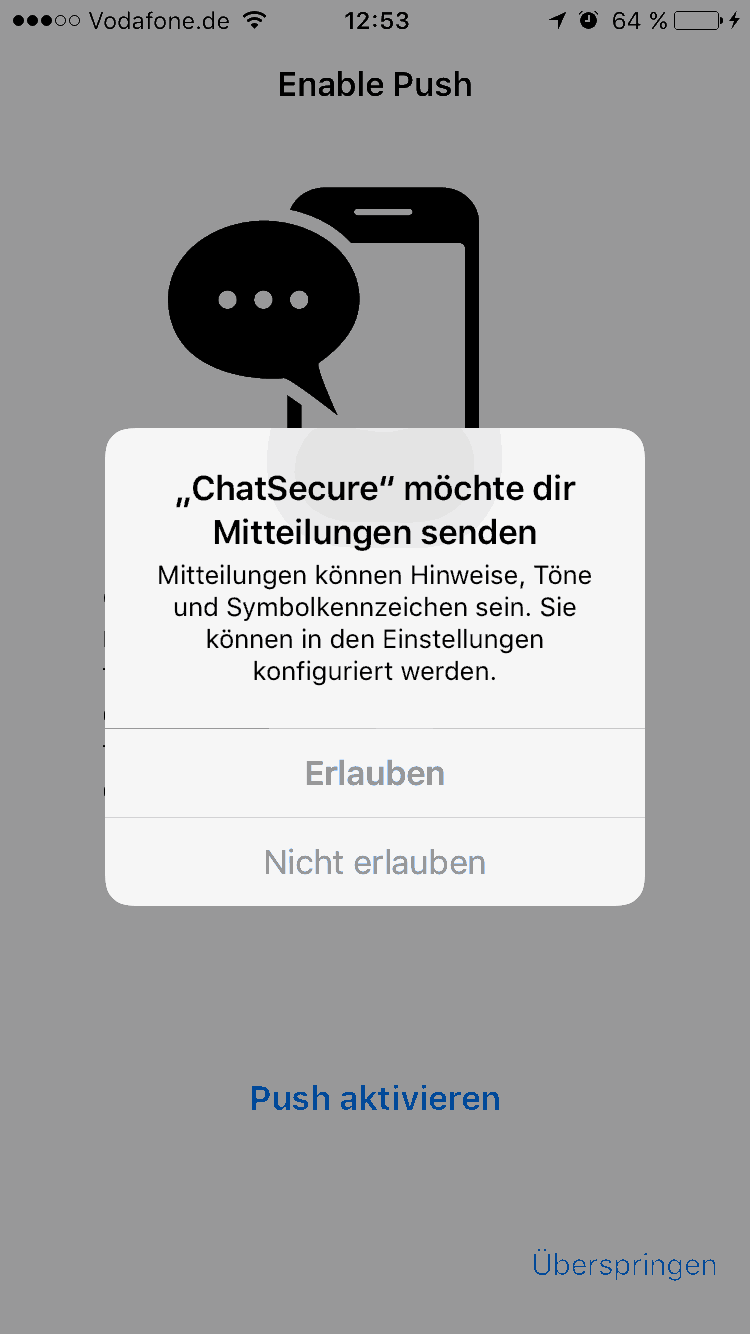 Vodafone.de 12:53 64 %
Enable Push
„ChatSecure“ möchte dir
Mitteilungen senden
Mitteilungen können Hinweise, Töne
und Symbolkennzeichen sein. Sie
können in den Einstellungen
konfiguriert werden.
Erlauben
Nicht erlauben
Push aktivieren
Überspringen